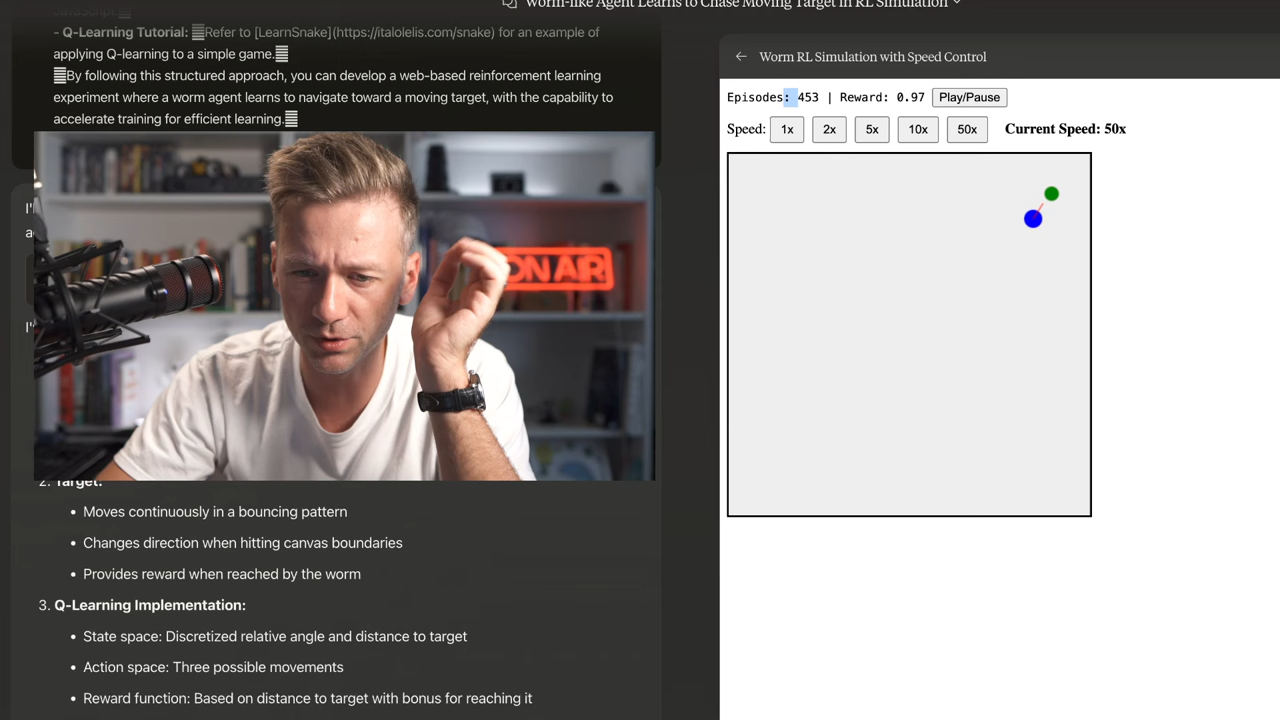 Worm-like Agent Learns to Chase Moving Target in RL Simulation
JavaScript.
- Q-Learning Tutorial: Refer to [LearnSnake](https://italolelis.com/snake) for an example of
applying Q-learning to a simple game.
By following this structured approach, you can develop a web-based reinforcement learning
experiment where a worm agent learns to navigate toward a moving target, with the capability to
accelerate training for efficient learning.
I'
a
I'
ON AIR
2. Target:
• Moves continuously in a bouncing pattern
• Changes direction when hitting canvas boundaries
• Provides reward when reached by the worm
3. Q-Learning Implementation:
• State space: Discretized relative angle and distance to target
• Action space: Three possible movements
• Reward function: Based on distance to target with bonus for reaching it
← Worm RL Simulation with Speed Control
Episodes: 453 | Reward: 0.97 Play/Pause
Speed: 1x 2x 5x 10x 50x Current Speed: 50x